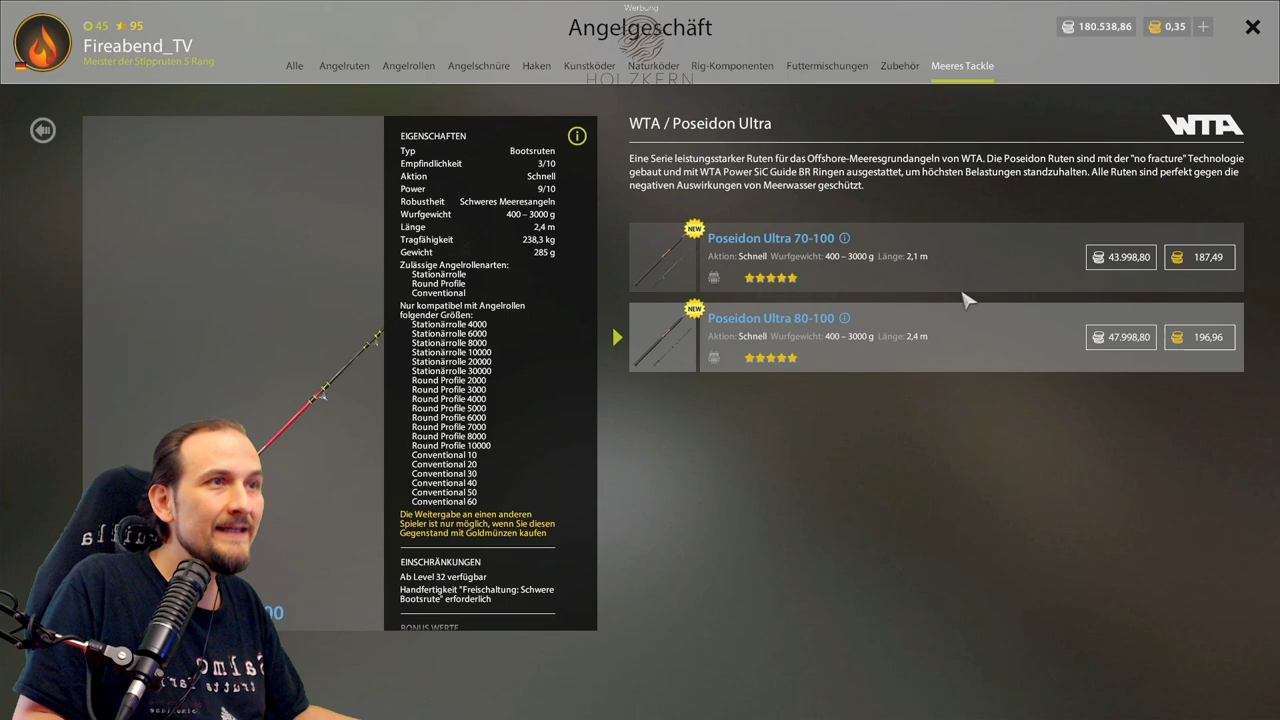 Werbung
Angelgeschäft
HOLZKERN
45 95
Fireabend_TV
Meister der Stippruten 5 Rang
180.538,86
0,35
Alle
Angelruten
Angelrollen
Angelschnüre
Haken
Kunstköder
Naturköder
Rig-Komponenten
Futtermischungen
Zubehör
Meeres Tackle
EIGENSCHAFTEN
Typ Bootsruten
Empfindlichkeit 3/10
Aktion Schnell
Power 9/10
Robustheit Schweres Meeresangeln
Wurfgewicht 400 – 3000 g
Länge 2,4 m
Tragfähigkeit 238,3 kg
Gewicht 285 g
Zulässige Angelrollenarten:
Stationärrolle
Round Profile
Conventional
Nur kompatibel mit Angelrollen
folgender Größen:
Stationärrolle 4000
Stationärrolle 6000
Stationärrolle 8000
Stationärrolle 10000
Stationärrolle 20000
Stationärrolle 30000
Round Profile 2000
Round Profile 3000
Round Profile 4000
Round Profile 5000
Round Profile 6000
Round Profile 7000
Round Profile 8000
Round Profile 10000
Conventional 10
Conventional 20
Conventional 30
Conventional 40
Conventional 50
Conventional 60
Die Weitergabe an einen anderen
Spieler ist nur möglich, wenn Sie diesen
Gegenstand mit Goldmünzen kaufen
EINSCHRÄNKUNGEN
Ab Level 32 verfügbar
Handfertigkeit "Freischaltung: Schwere
Bootsrute" erforderlich
BONUS WERTE
00
WTA / Poseidon Ultra
WTA
Eine Serie leistungsstarker Ruten für das Offshore-Meeresgrundangeln von WTA. Die Poseidon Ruten sind mit der "no fracture" Technologie
gebaut und mit WTA Power SiC Guide BR Ringen ausgestattet, um höchsten Belastungen standzuhalten. Alle Ruten sind perfekt gegen die
negativen Auswirkungen von Meerwasser geschützt.
NEW
Poseidon Ultra 70-100
Aktion: Schnell Wurfgewicht: 400 – 3000 g Länge: 2,1 m
43.998,80
187,49
NEW
Poseidon Ultra 80-100
Aktion: Schnell Wurfgewicht: 400 – 3000 g Länge: 2,4 m
47.998,80
196,96